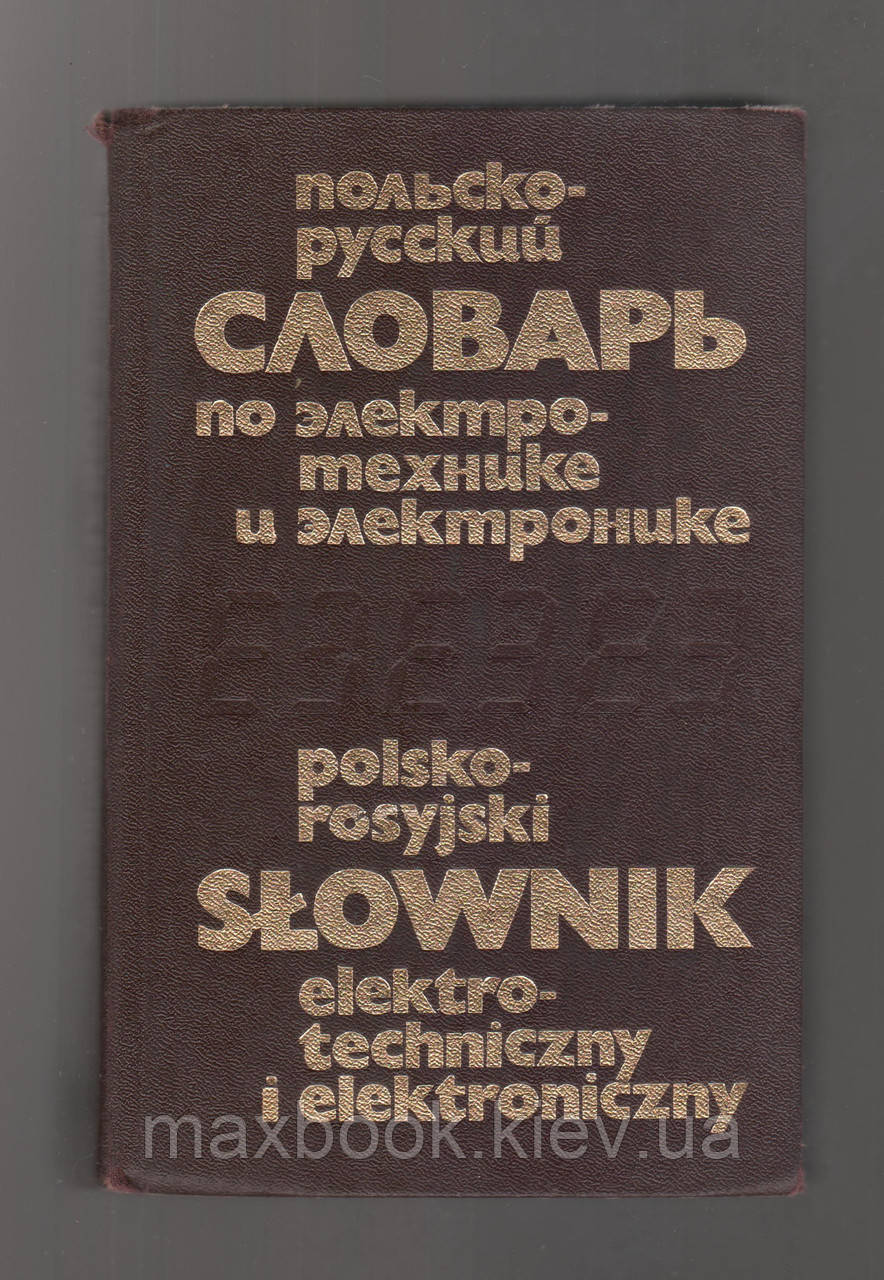 польско-
русский
СЛОВАРЬ
по электро-
технике
и электронике
polsko-
rosyjski
SŁOWNIK
elektro-
techniczny
i elektroniczny
maxbook.kiev.ua